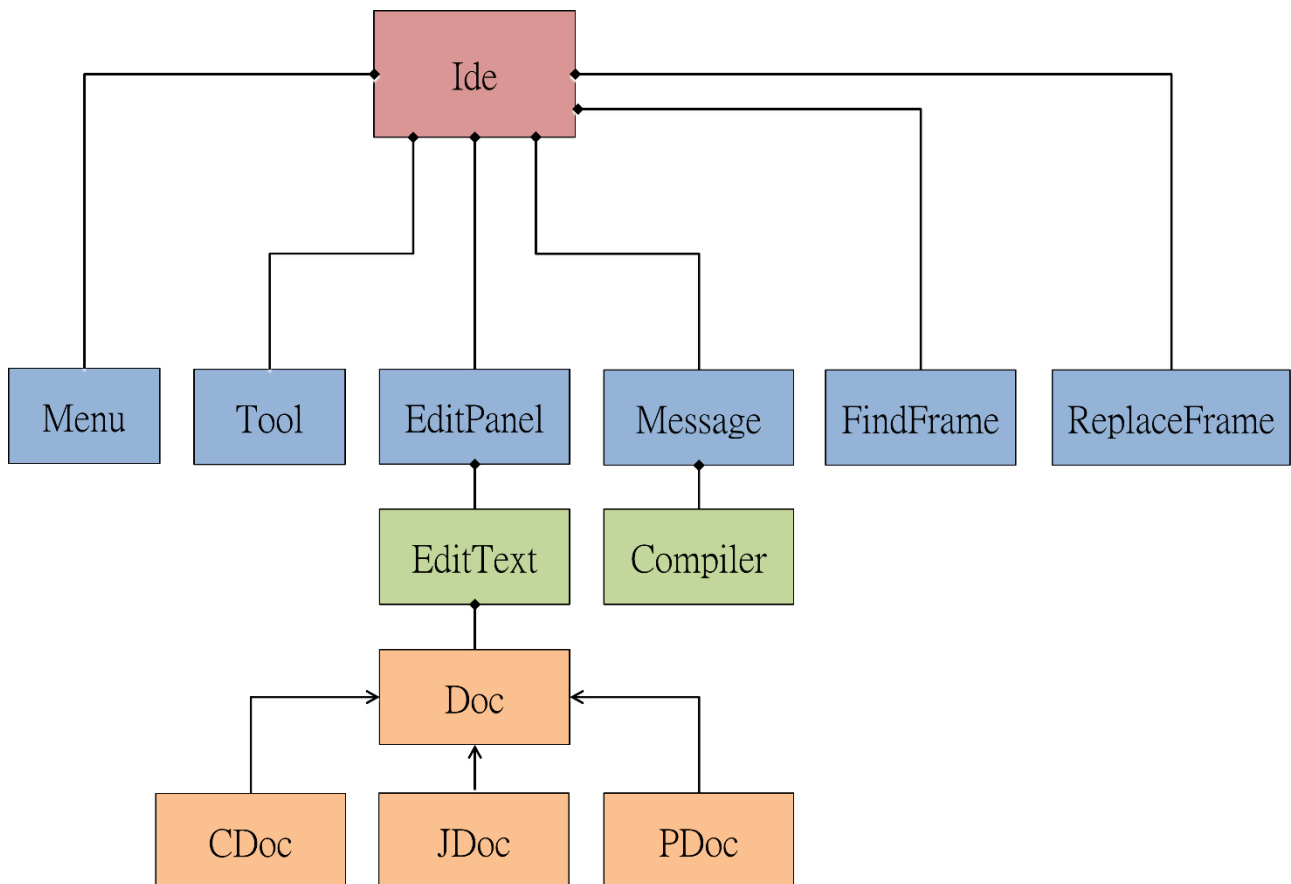 Ide
Menu
Tool
EditPanel
Message
FindFrame
ReplaceFrame
EditText
Compiler
Doc
CDoc
JDoc
PDoc